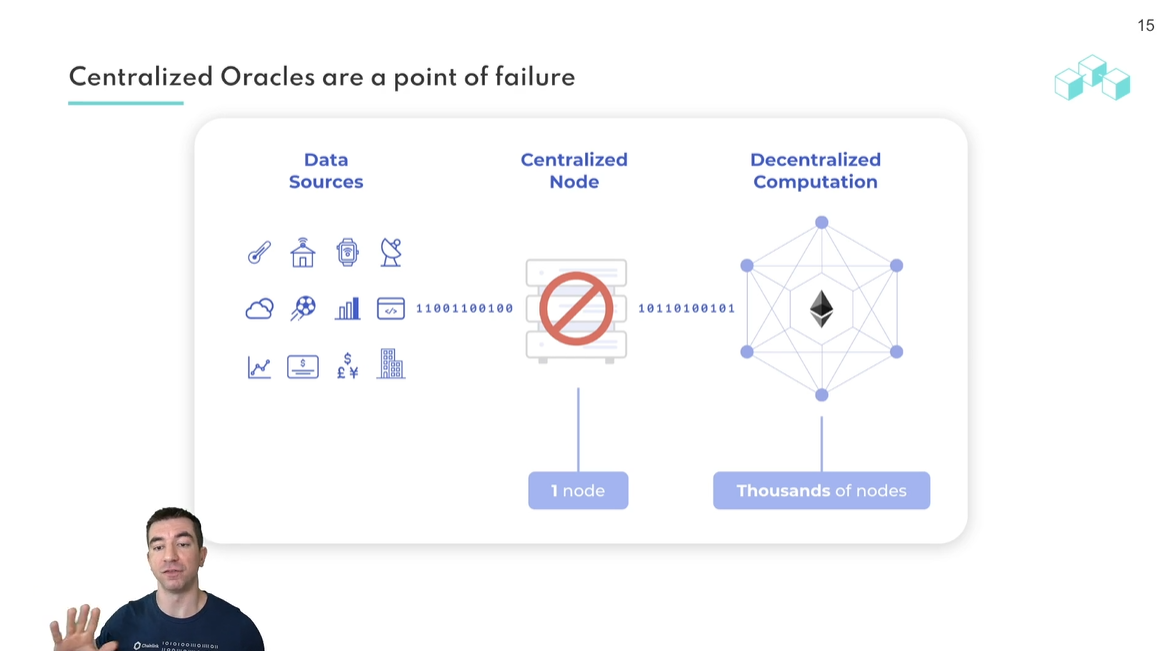 15
Centralized Oracles are a point of failure
Data
Sources
Centralized
Node
Decentralized
Computation
11001100100
10110100101
</>
$
$
£ ¥
1 node
Thousands of nodes
Chainlink